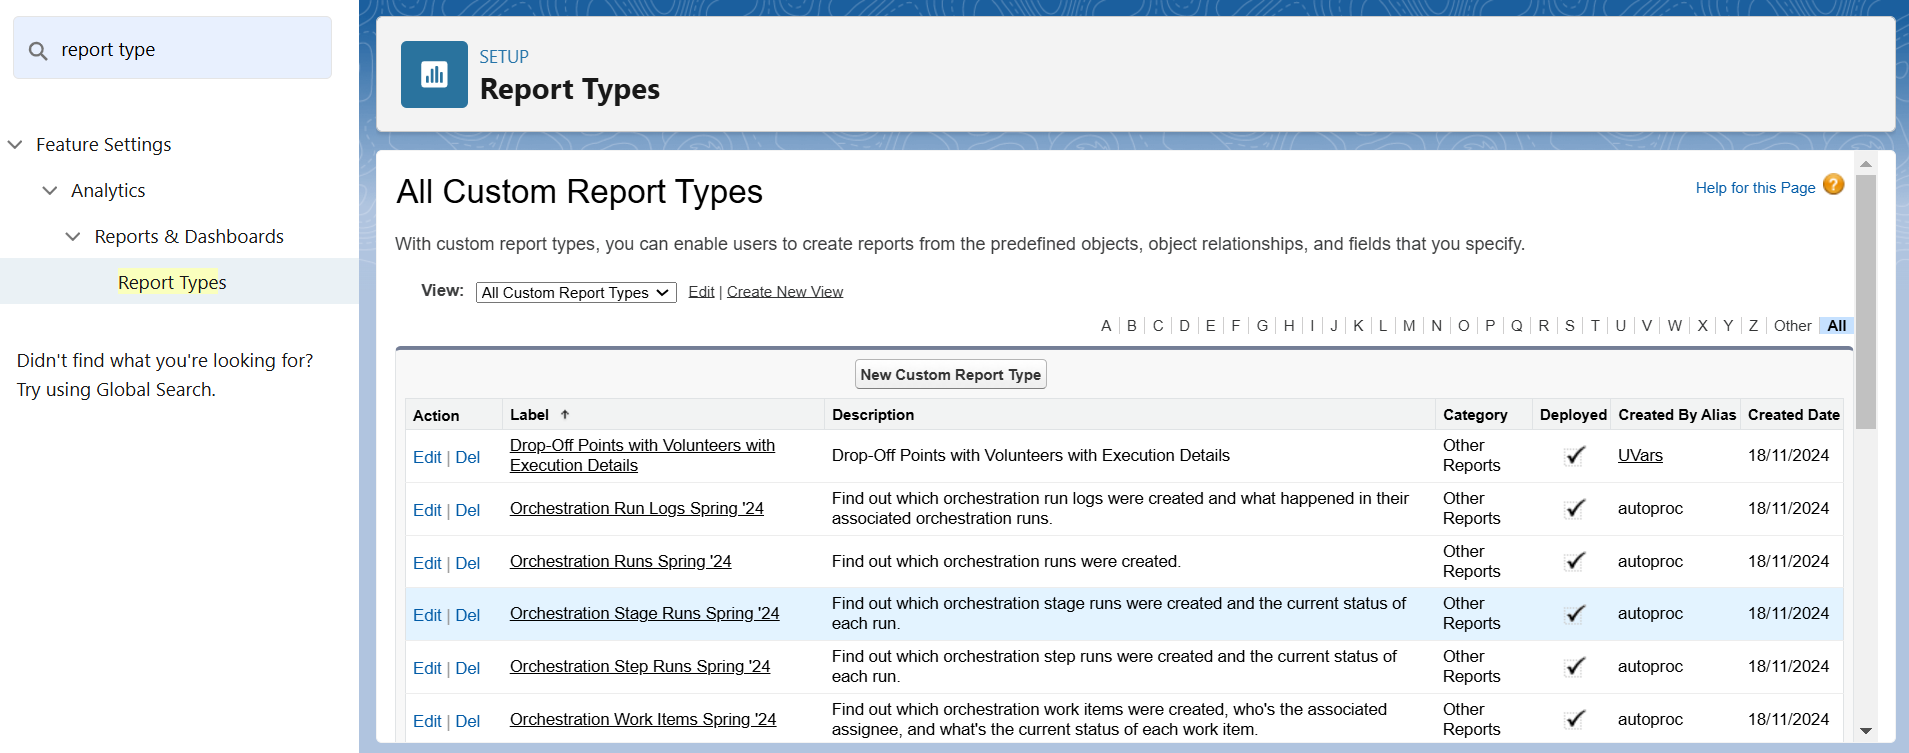 report type
Feature Settings
Analytics
Reports & Dashboards
Report Types
Didn't find what you're looking for?
Try using Global Search.
SETUP
Report Types
All Custom Report Types
Help for this Page ?
With custom report types, you can enable users to create reports from the predefined objects, object relationships, and fields that you specify.
View: All Custom Report Types Edit | Create New View
A | B | C | D | E | F | G | H | I | J | K | L | M | N | O | P | Q | R | S | T | U | V | W | X | Y | Z | Other | All
New Custom Report Type
Action Label Description Category Deployed Created By Alias Created Date
Edit | Del Drop-Off Points with Volunteers with Execution Details Drop-Off Points with Volunteers with Execution Details Other Reports UVars 18/11/2024
Edit | Del Orchestration Run Logs Spring '24 Find out which orchestration run logs were created and what happened in their associated orchestration runs. Other Reports autoproc 18/11/2024
Edit | Del Orchestration Runs Spring '24 Find out which orchestration runs were created. Other Reports autoproc 18/11/2024
Edit | Del Orchestration Stage Runs Spring '24 Find out which orchestration stage runs were created and the current status of each run. Other Reports autoproc 18/11/2024
Edit | Del Orchestration Step Runs Spring '24 Find out which orchestration step runs were created and the current status of each run. Other Reports autoproc 18/11/2024
Edit | Del Orchestration Work Items Spring '24 Find out which orchestration work items were created, who's the associated assignee, and what's the current status of each work item. Other Reports autoproc 18/11/2024